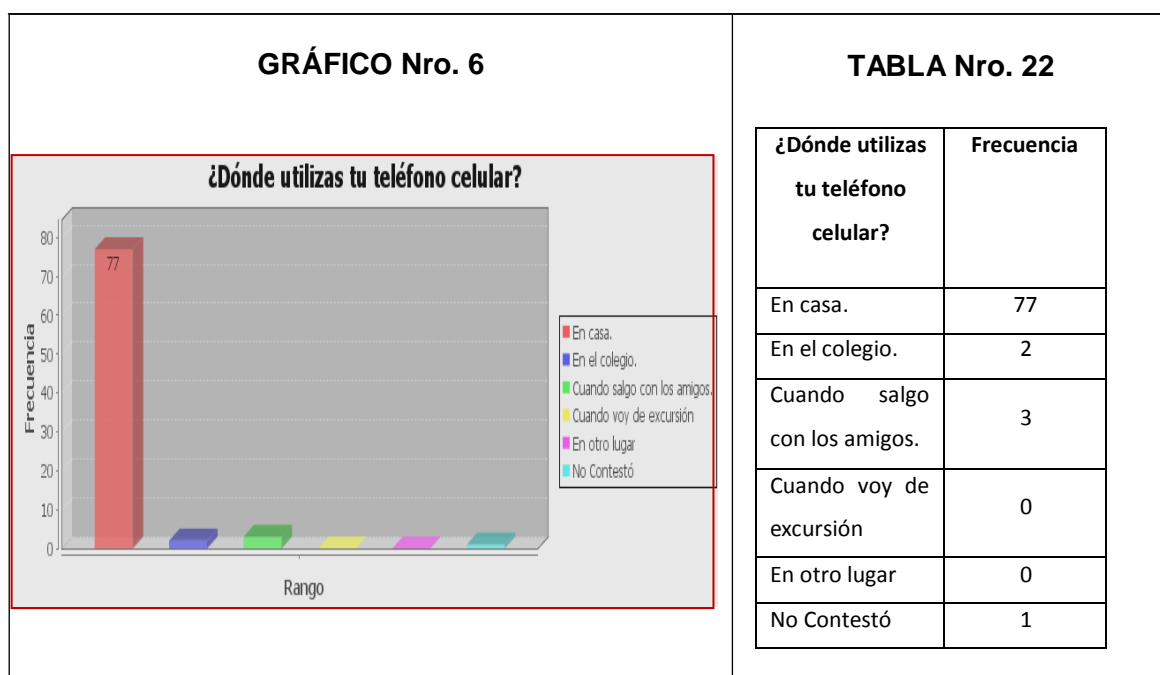 GRÁFICO Nro. 6
¿Dónde utilizas tu teléfono celular?
80
70
60
50
40
30
20
10
0
77
Frecuencia
Rango
En casa.
En el colegio.
Cuando salgo con los amigos.
Cuando voy de excursión
En otro lugar
No Contestó
TABLA Nro. 22
¿Dónde utilizas Frecuencia
tu teléfono
celular?
En casa. 77
En el colegio. 2
Cuando salgo
con los amigos. 3
Cuando voy de
excursión 0
En otro lugar 0
No Contestó 1